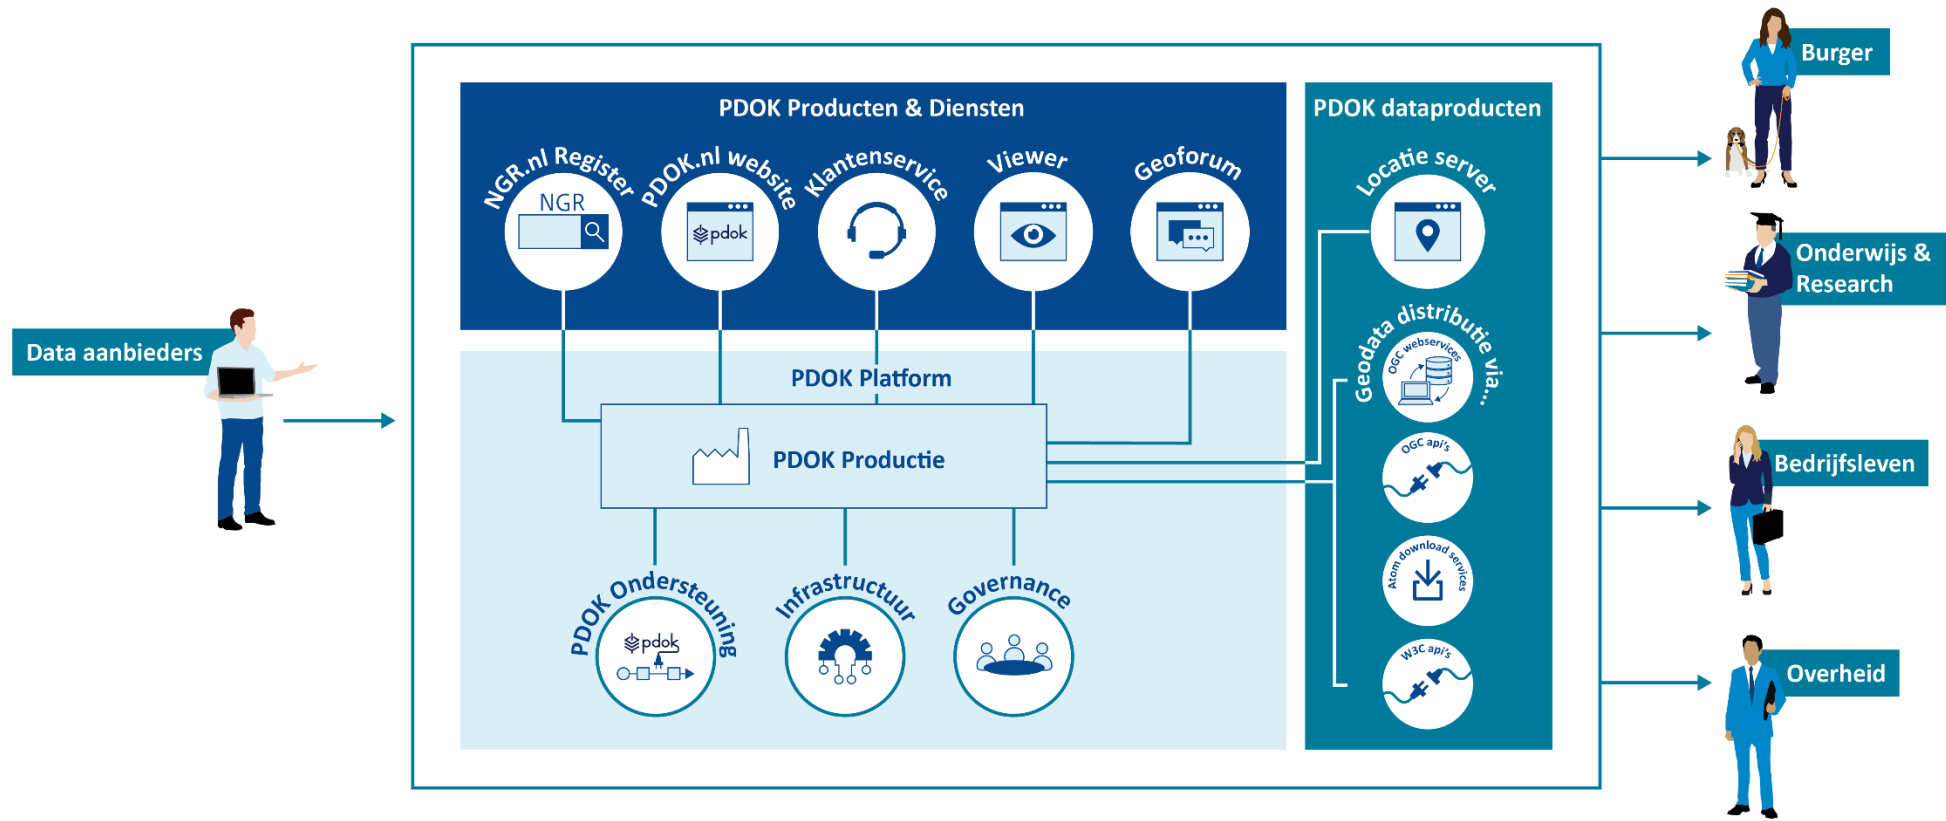 Data aanbieders
PDOK Producten & Diensten
NGR.nl Register
NGR
PDOK.nl website
pdok
Klantenservice
Viewer
Geoforum
PDOK Platform
PDOK Productie
PDOK Ondersteuning
pdok
Infrastructuur
Governance
PDOK dataproducten
Locatie server
Geodata distributie via...
OGC webservices
OGC api's
Atom download services
W3C api's
Burger
Onderwijs &
Research
Bedrijfsleven
Overheid